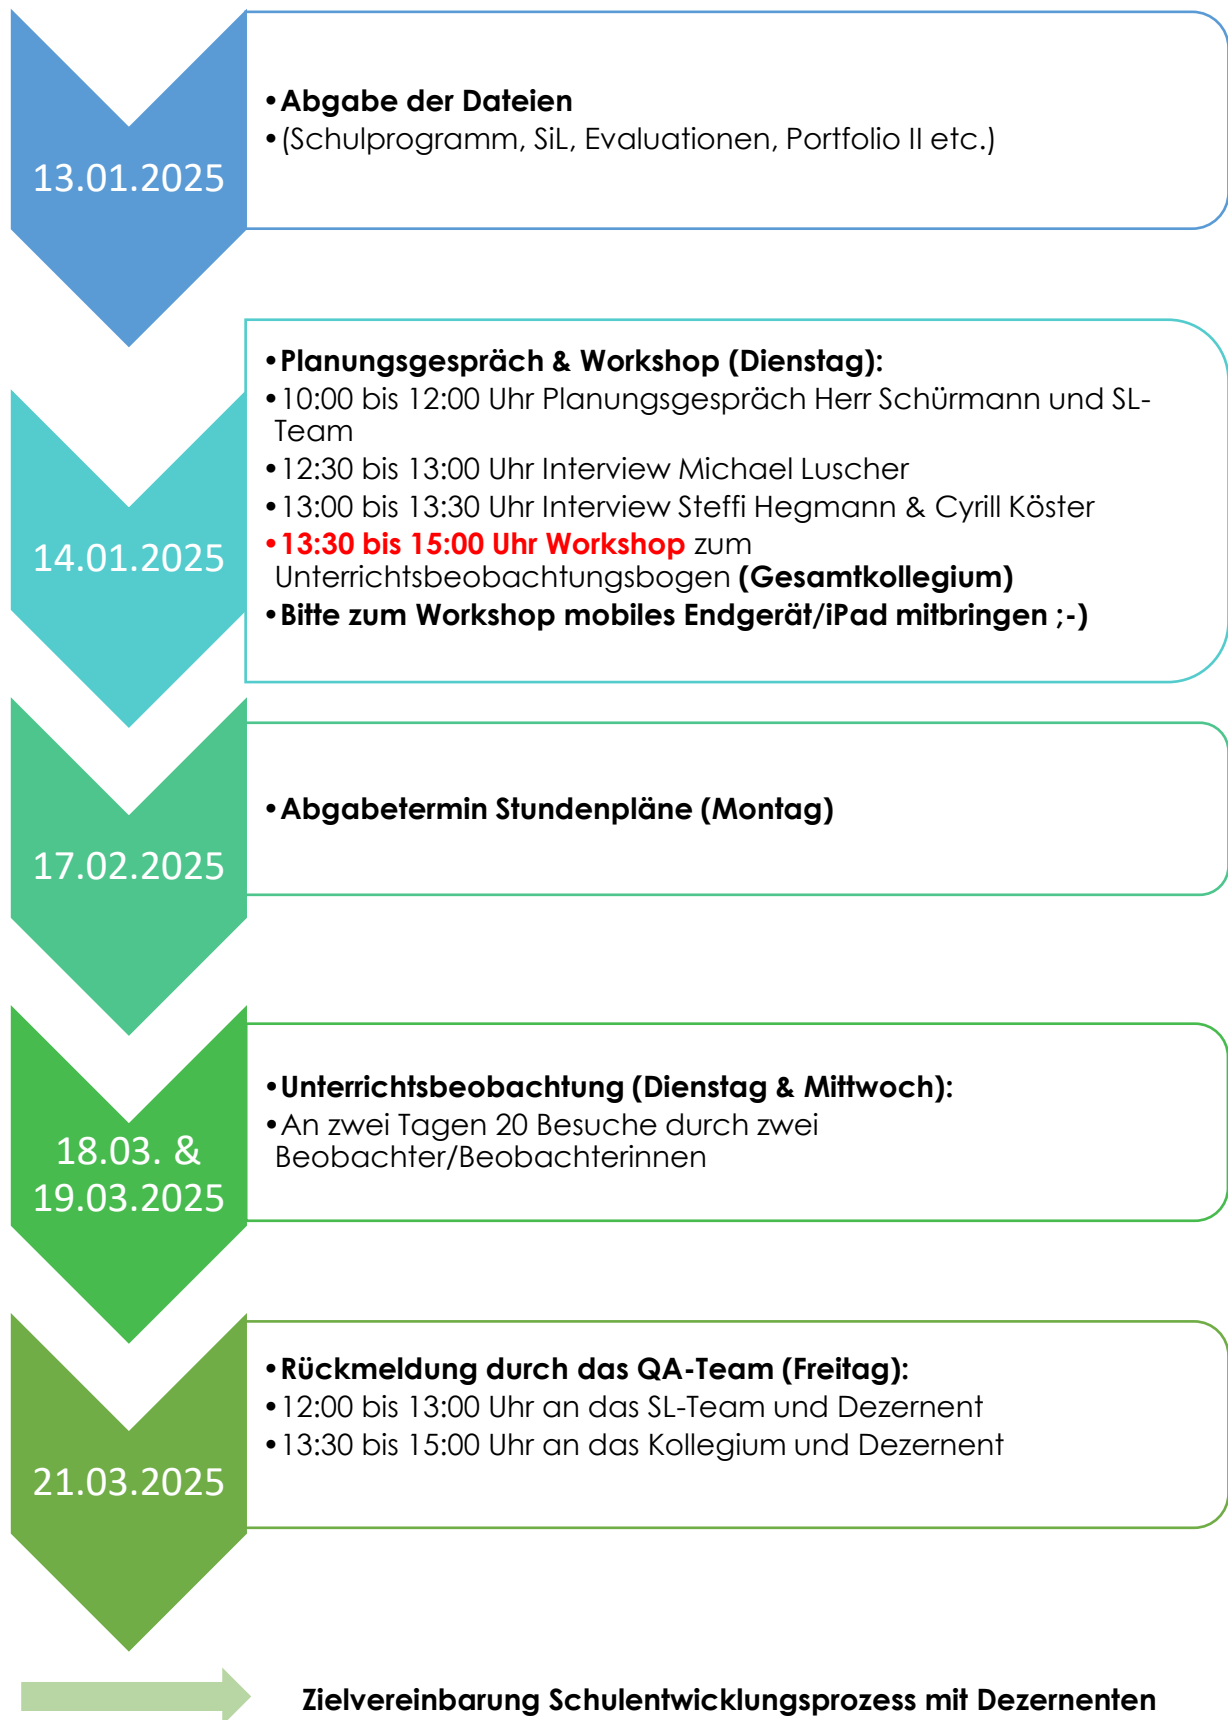 13.01.2025
•Abgabe der Dateien
•(Schulprogramm, SiL, Evaluationen, Portfolio II etc.)
14.01.2025
•Planungsgespräch & Workshop (Dienstag):
•10:00 bis 12:00 Uhr Planungsgespräch Herr Schürmann und SL-
Team
•12:30 bis 13:00 Uhr Interview Michael Luscher
•13:00 bis 13:30 Uhr Interview Steffi Hegmann & Cyrill Köster
•13:30 bis 15:00 Uhr Workshop zum
Unterrichtsbeobachtungsbogen (Gesamtkollegium)
•Bitte zum Workshop mobiles Endgerät/iPad mitbringen ;-)
17.02.2025
•Abgabetermin Stundenpläne (Montag)
18.03. &
19.03.2025
•Unterrichtsbeobachtung (Dienstag & Mittwoch):
•An zwei Tagen 20 Besuche durch zwei
Beobachter/Beobachterinnen
21.03.2025
•Rückmeldung durch das QA-Team (Freitag):
•12:00 bis 13:00 Uhr an das SL-Team und Dezernent
•13:30 bis 15:00 Uhr an das Kollegium und Dezernent
Zielvereinbarung Schulentwicklungsprozess mit Dezernenten